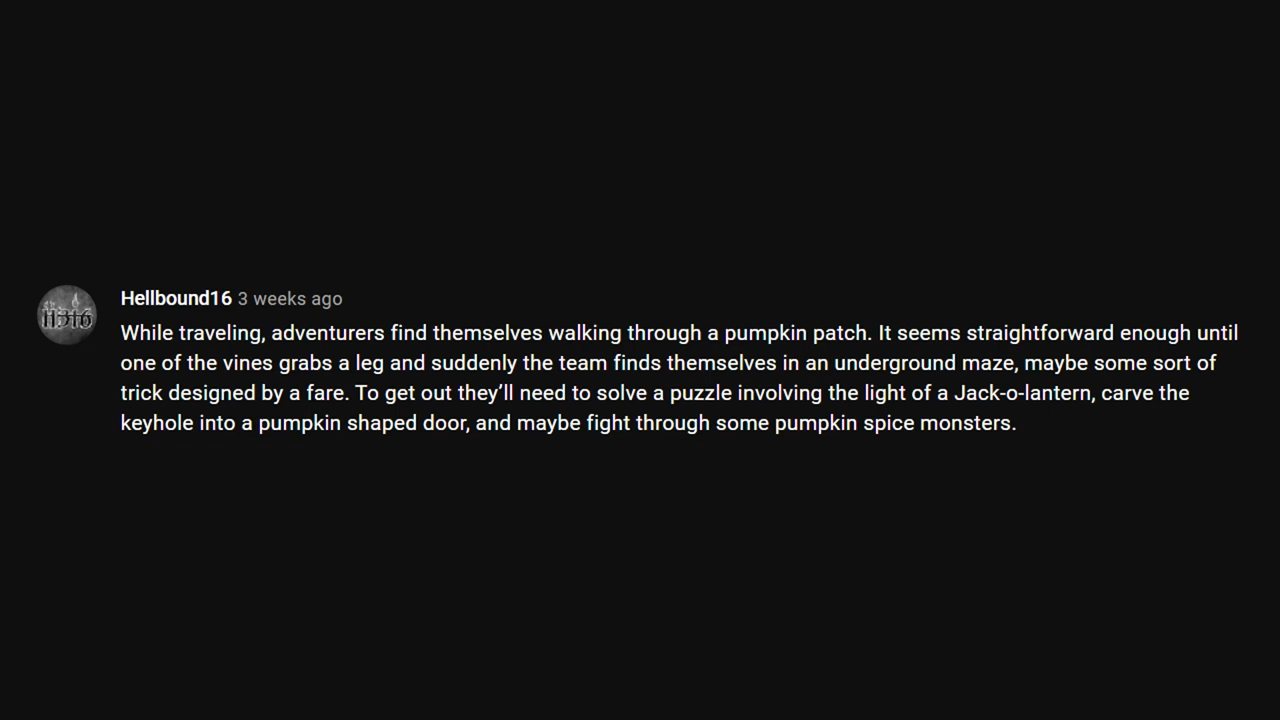 Hellbound16 3 weeks ago
While traveling, adventurers find themselves walking through a pumpkin patch. It seems straightforward enough until
one of the vines grabs a leg and suddenly the team finds themselves in an underground maze, maybe some sort of
trick designed by a fare. To get out they’ll need to solve a puzzle involving the light of a Jack-o-lantern, carve the
keyhole into a pumpkin shaped door, and maybe fight through some pumpkin spice monsters.